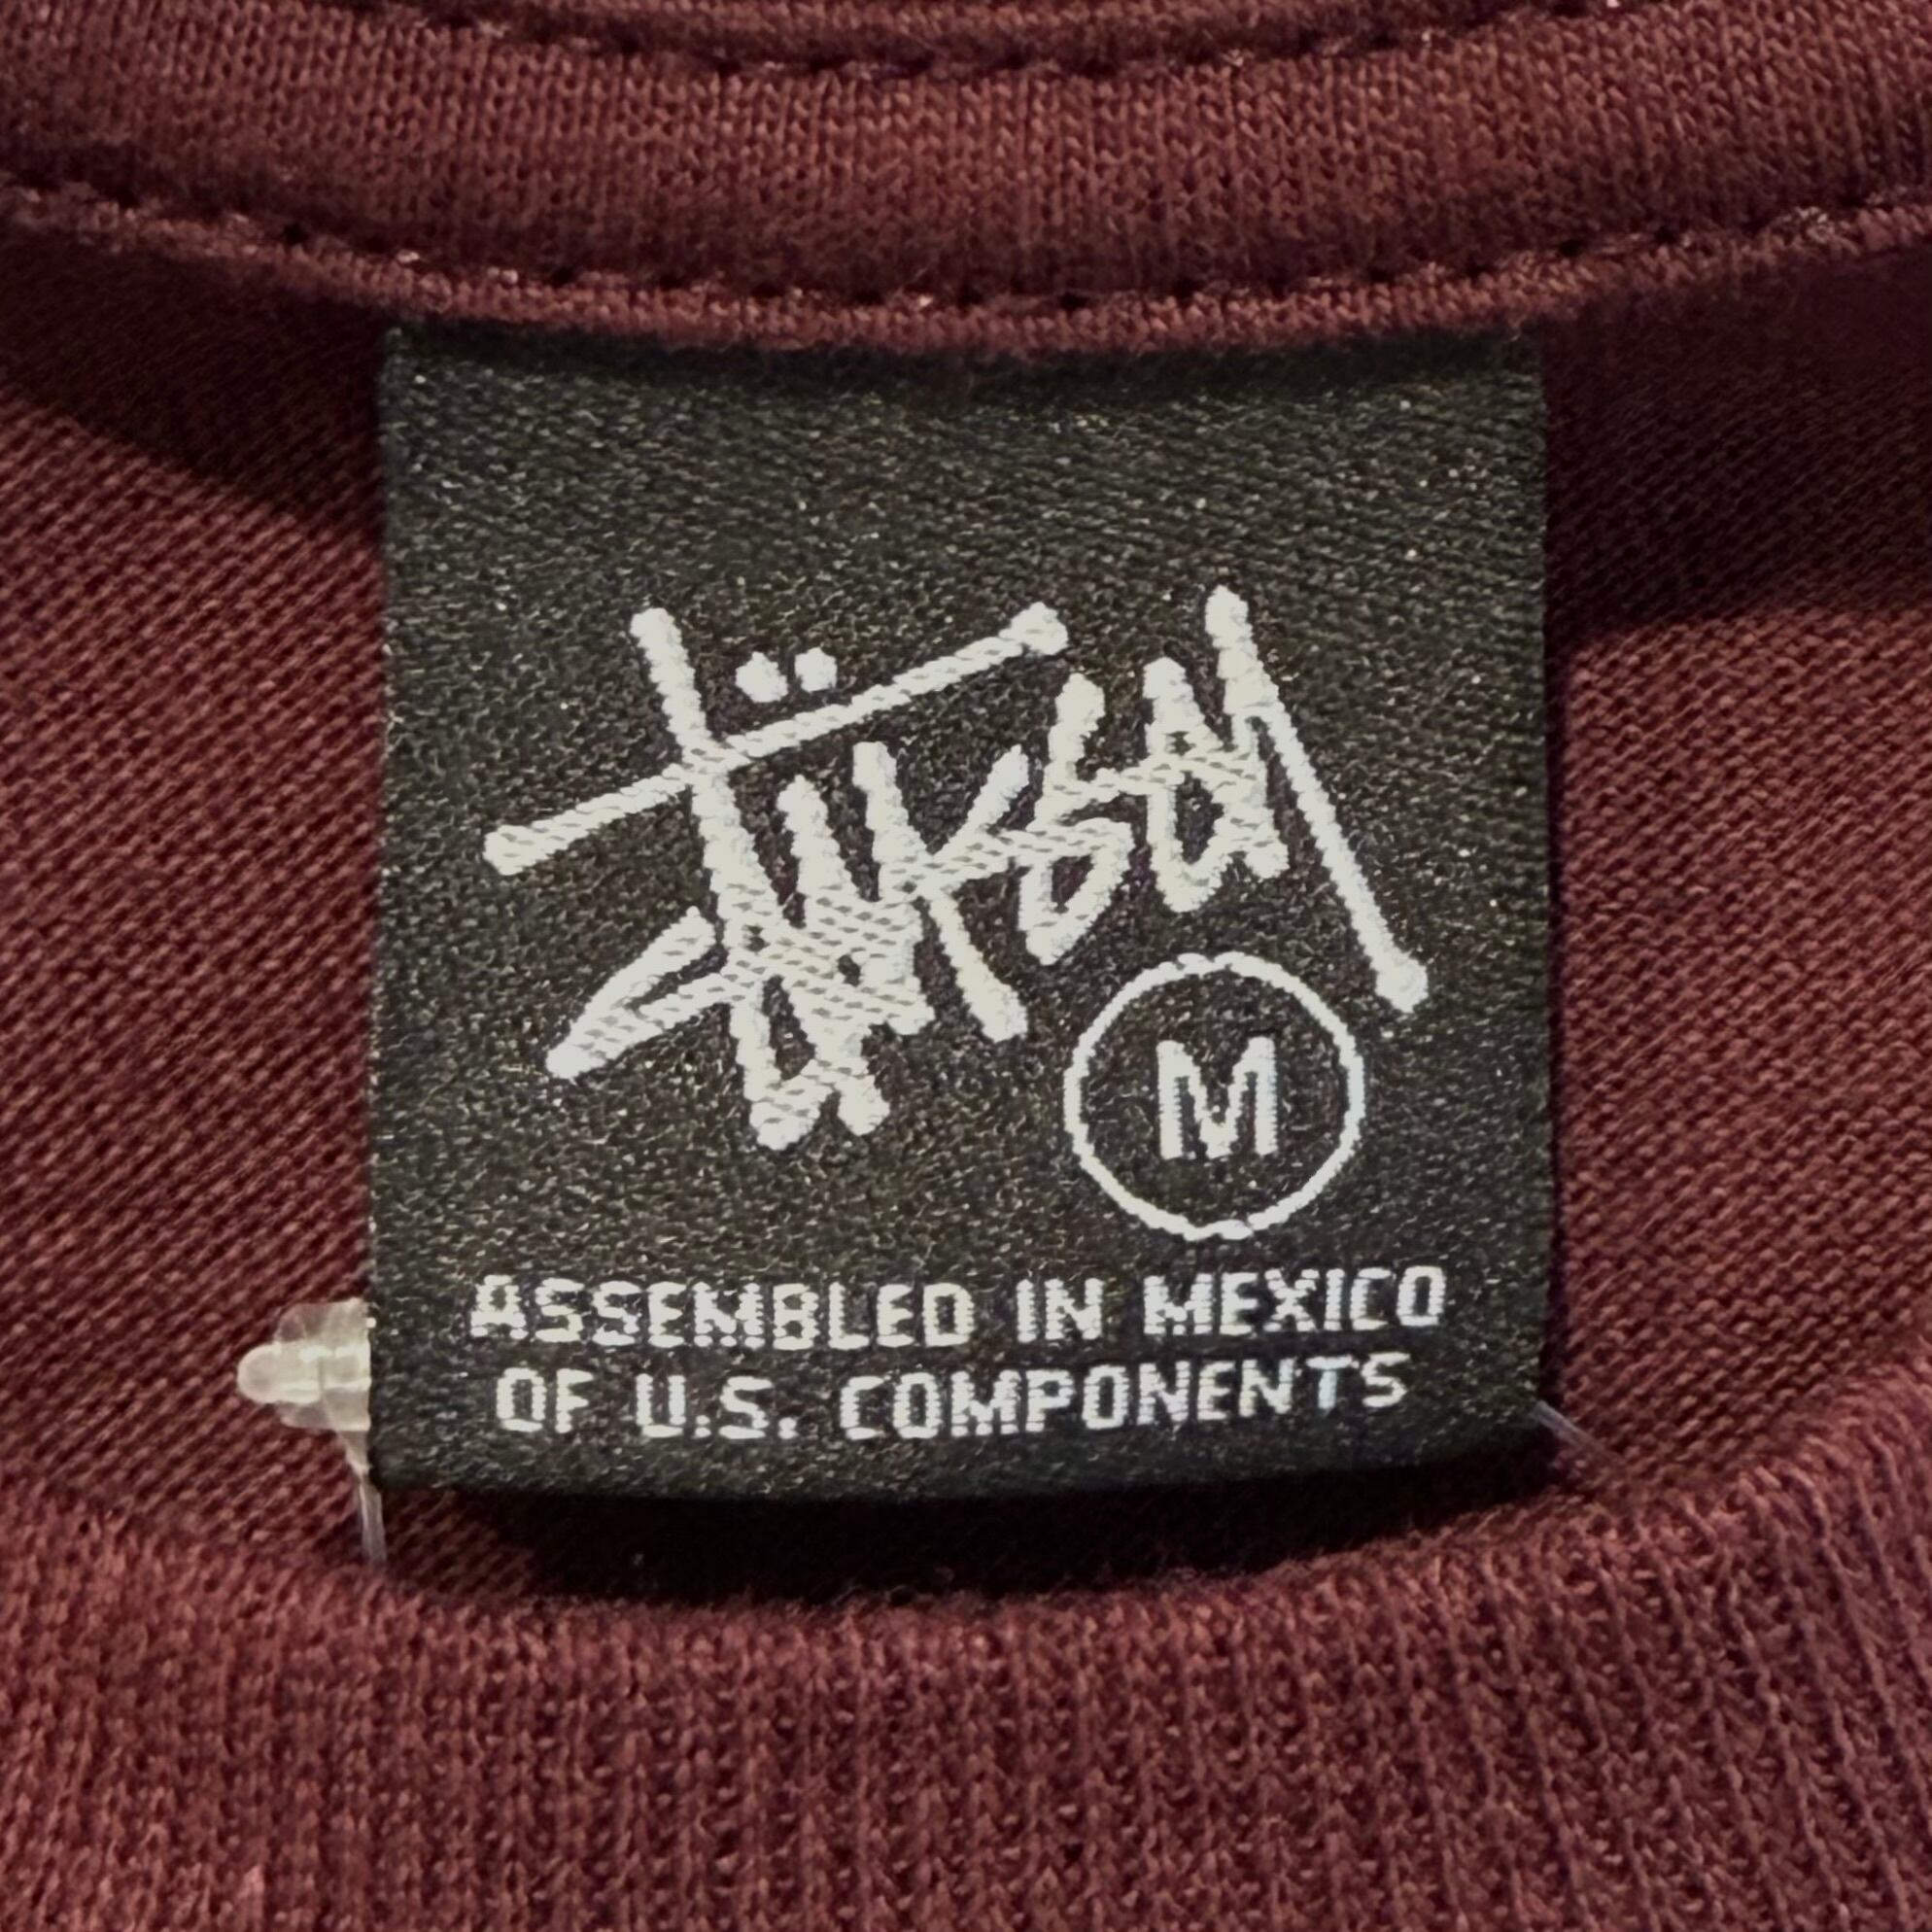 Stüssy
M
ASSEMBLED IN MEXICO
OF U.S. COMPONENTS